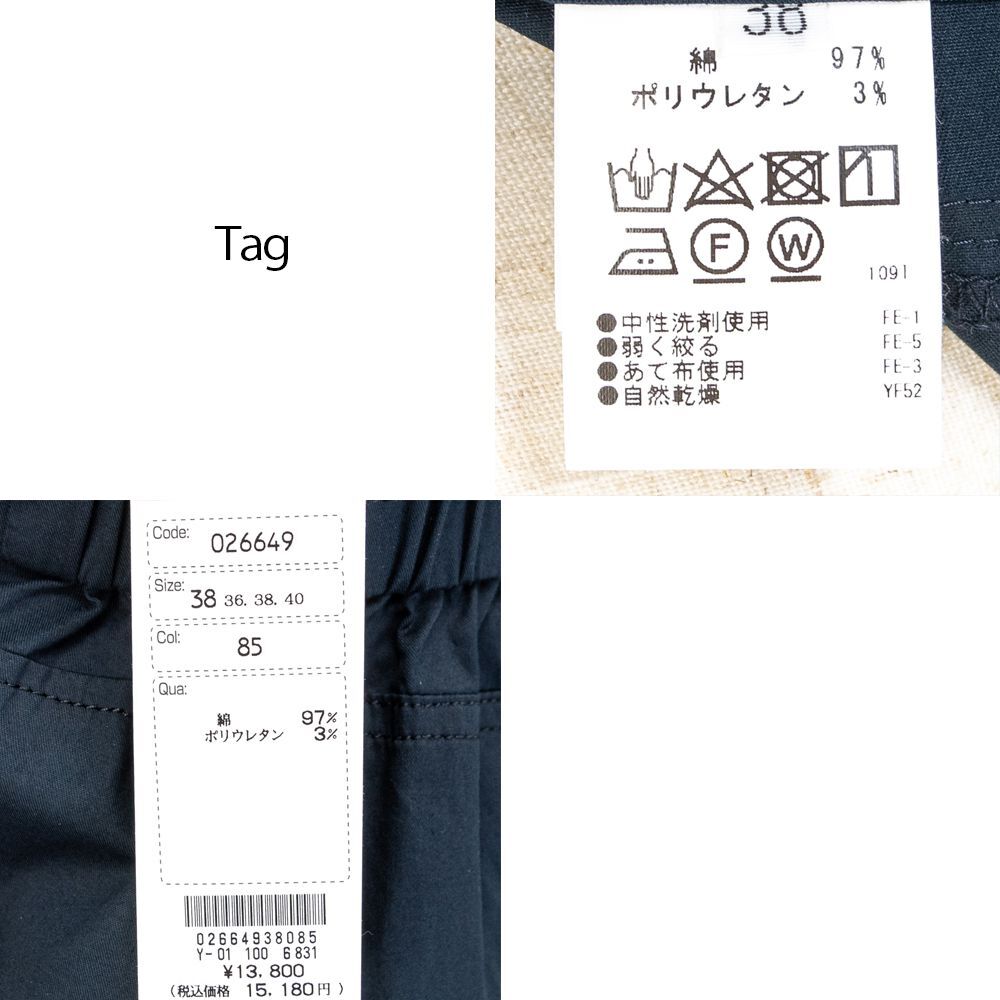 Tag
38
綿 97%
ポリウレタン 3%
F W
1091
●中性洗剤使用 FE-1
●弱く絞る FE-5
●あて布使用 FE-3
●自然乾燥 YF52
Code: 026649
Size: 38 36. 38. 40
Col: 85
Qua:
綿 97%
ポリウレタン 3%
02664938085
Y-01 100 6831
¥13,800
(税込価格 15,180円)